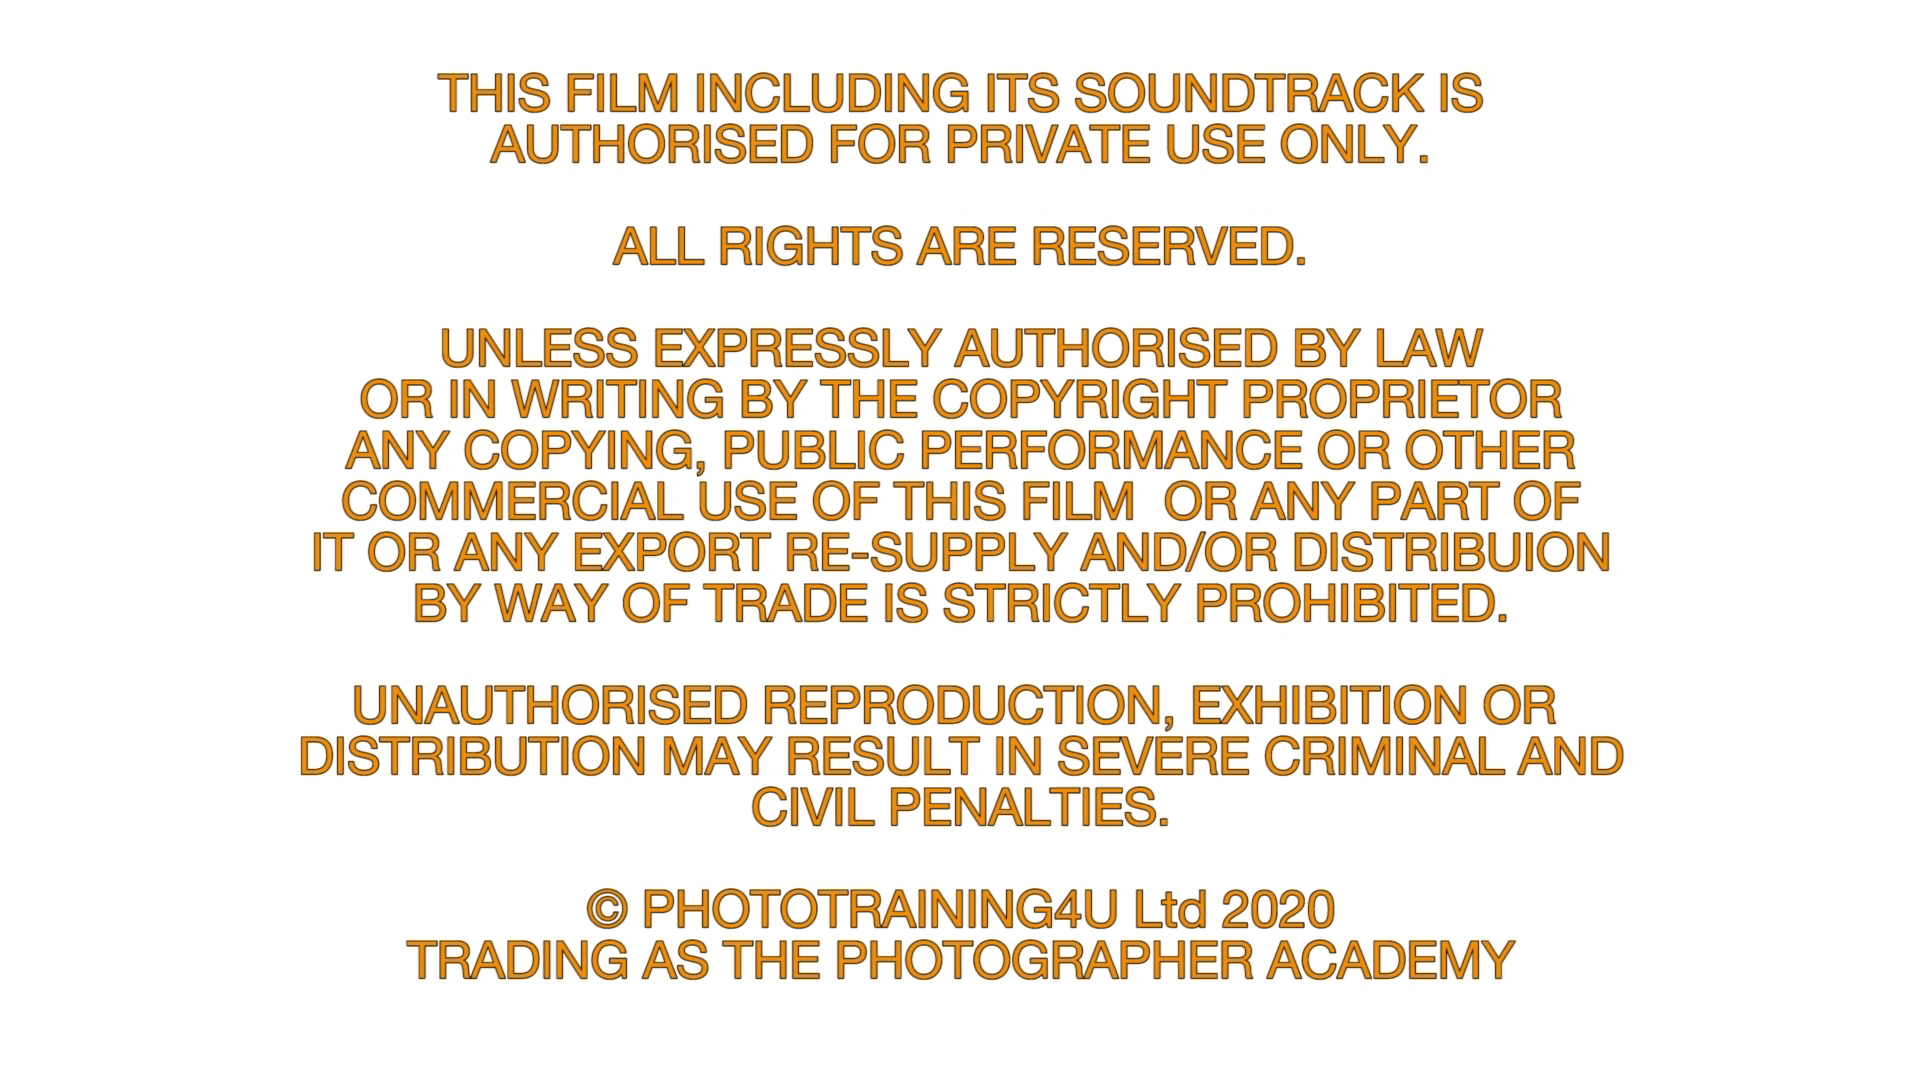 THIS FILM INCLUDING ITS SOUNDTRACK IS
AUTHORISED FOR PRIVATE USE ONLY.
ALL RIGHTS ARE RESERVED.
UNLESS EXPRESSLY AUTHORISED BY LAW
OR IN WRITING BY THE COPYRIGHT PROPRIETOR
ANY COPYING, PUBLIC PERFORMANCE OR OTHER
COMMERCIAL USE OF THIS FILM  OR ANY PART OF
IT OR ANY EXPORT RE-SUPPLY AND/OR DISTRIBUION
BY WAY OF TRADE IS STRICTLY PROHIBITED.
UNAUTHORISED REPRODUCTION, EXHIBITION OR
DISTRIBUTION MAY RESULT IN SEVERE CRIMINAL AND
CIVIL PENALTIES.
© PHOTOTRAINING4U Ltd 2020
TRADING AS THE PHOTOGRAPHER ACADEMY